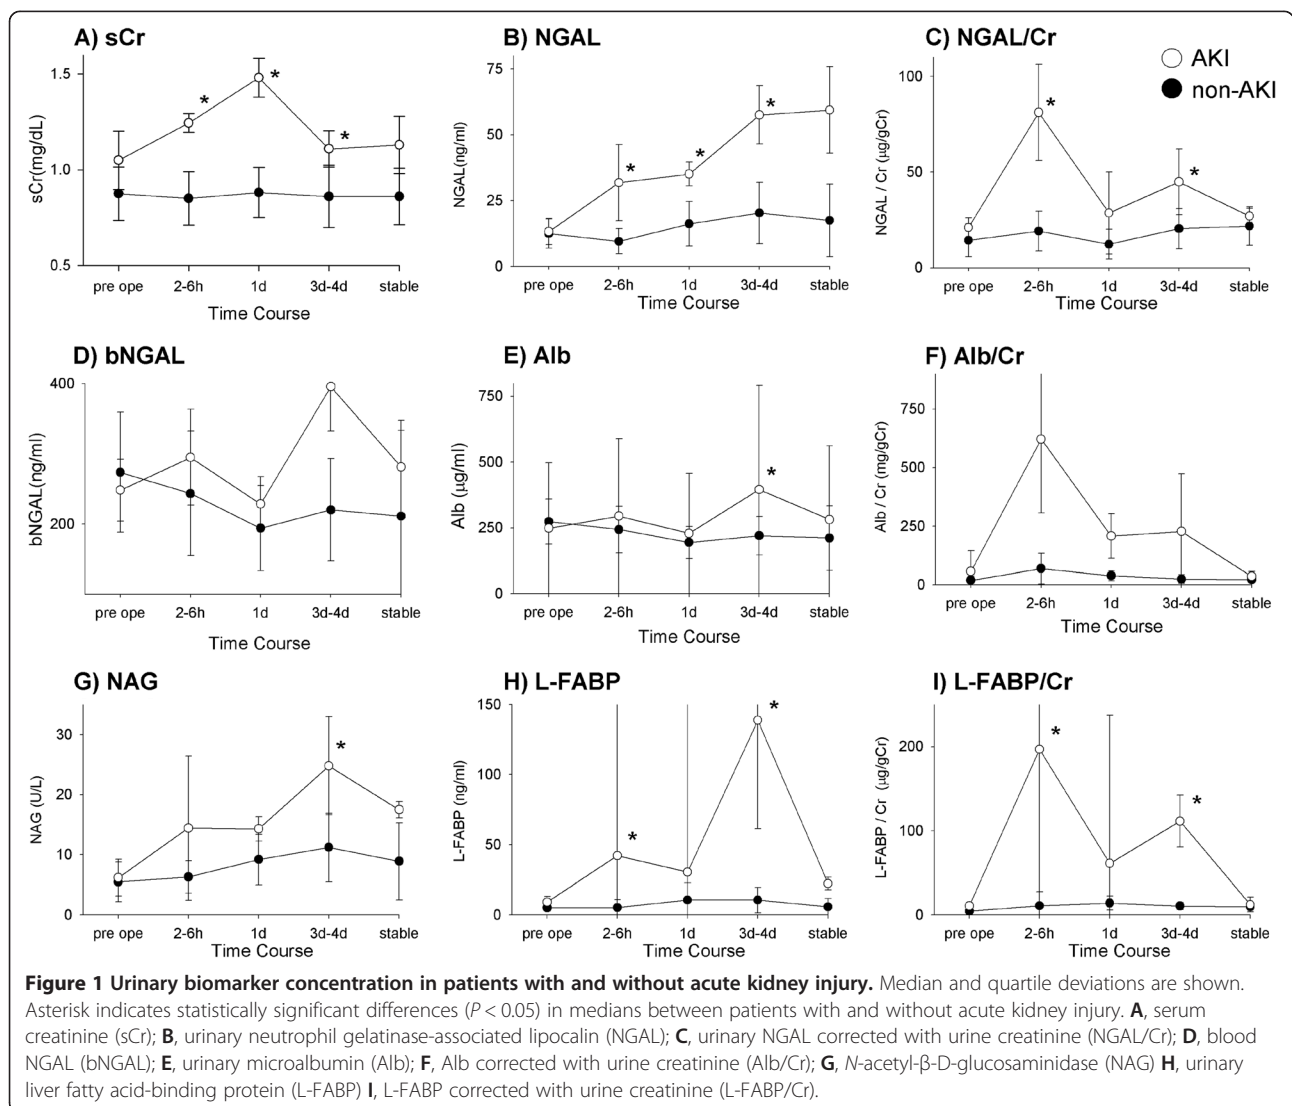 A) sCr
1.5
1.0
0.5
sCr(mg/dL)
pre ope 2-6h 1d 3d-4d stable
Time Course
* * *
B) NGAL
75
50
25
0
NGAL(ng/ml)
pre ope 2-6h 1d 3d-4d stable
Time Course
* * *
C) NGAL/Cr
100
50
0
NGAL / Cr (µg/gCr)
pre ope 2-6h 1d 3d-4d stable
Time Course
* *
AKI
non-AKI
D) bNGAL
400
200
bNGAL(ng/ml)
pre ope 2-6h 1d 3d-4d stable
Time Course
E) Alb
750
500
250
0
Alb (µg/ml)
pre ope 2-6h 1d 3d-4d stable
Time Course
*
F) Alb/Cr
750
500
250
0
Alb / Cr (mg/gCr)
pre ope 2-6h 1d 3d-4d stable
Time Course
G) NAG
30
20
10
0
NAG (U/L)
pre ope 2-6h 1d 3d-4d stable
Time Course
*
H) L-FABP
150
100
50
0
L-FABP (ng/ml)
pre ope 2-6h 1d 3d-4d stable
Time Course
* *
I) L-FABP/Cr
200
100
0
L-FABP / Cr (µg/gCr)
pre ope 2-6h 1d 3d-4d stable
Time Course
* *
Figure 1 Urinary biomarker concentration in patients with and without acute kidney injury. Median and quartile deviations are shown.
Asterisk indicates statistically significant differences (P < 0.05) in medians between patients with and without acute kidney injury. A, serum
creatinine (sCr); B, urinary neutrophil gelatinase-associated lipocalin (NGAL); C, urinary NGAL corrected with urine creatinine (NGAL/Cr); D, blood
NGAL (bNGAL); E, urinary microalbumin (Alb); F, Alb corrected with urine creatinine (Alb/Cr); G, N-acetyl-β-D-glucosaminidase (NAG) H, urinary
liver fatty acid-binding protein (L-FABP) I, L-FABP corrected with urine creatinine (L-FABP/Cr).